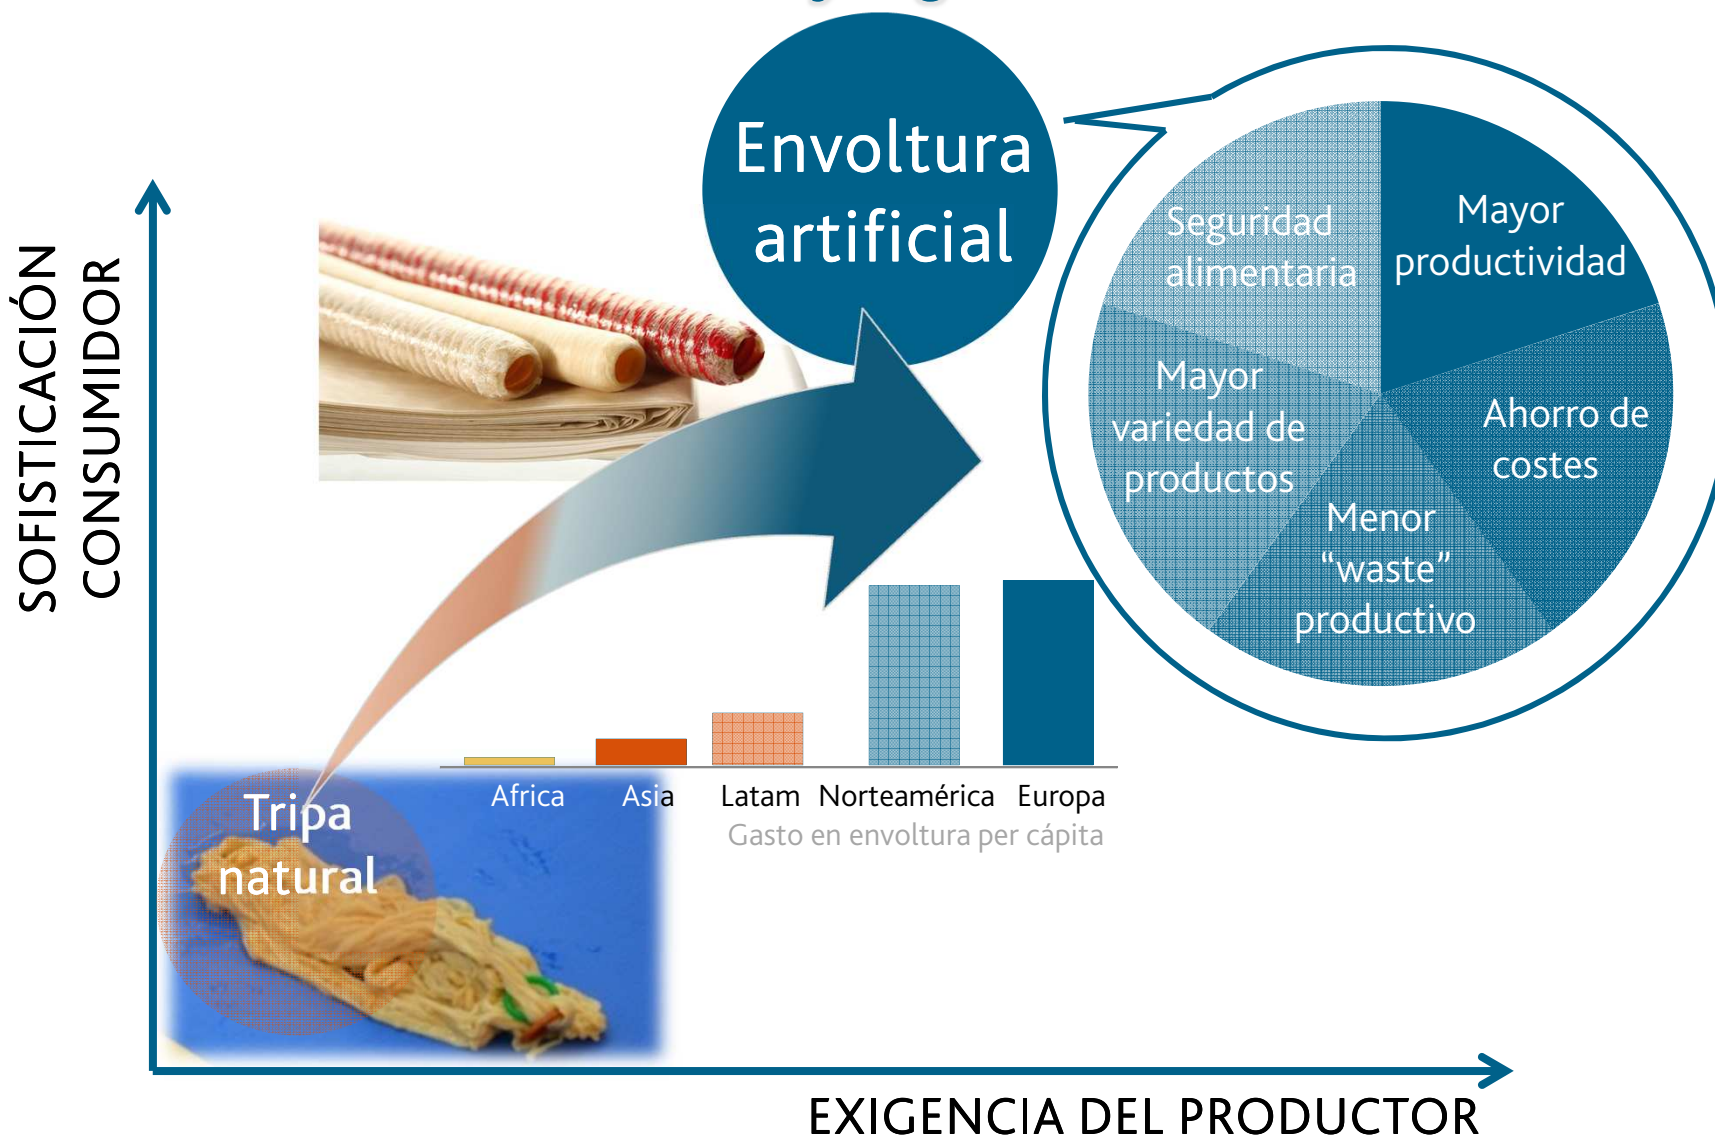 Envoltura
artificial
Seguridad
alimentaria
Mayor
productividad
Mayor
variedad de
productos
Ahorro de
costes
Menor
“waste”
productivo
SOFISTICACIÓN
CONSUMIDOR
Tripa
natural
Africa
Asia
Latam
Norteamérica
Europa
Gasto en envoltura per cápita
EXIGENCIA DEL PRODUCTOR